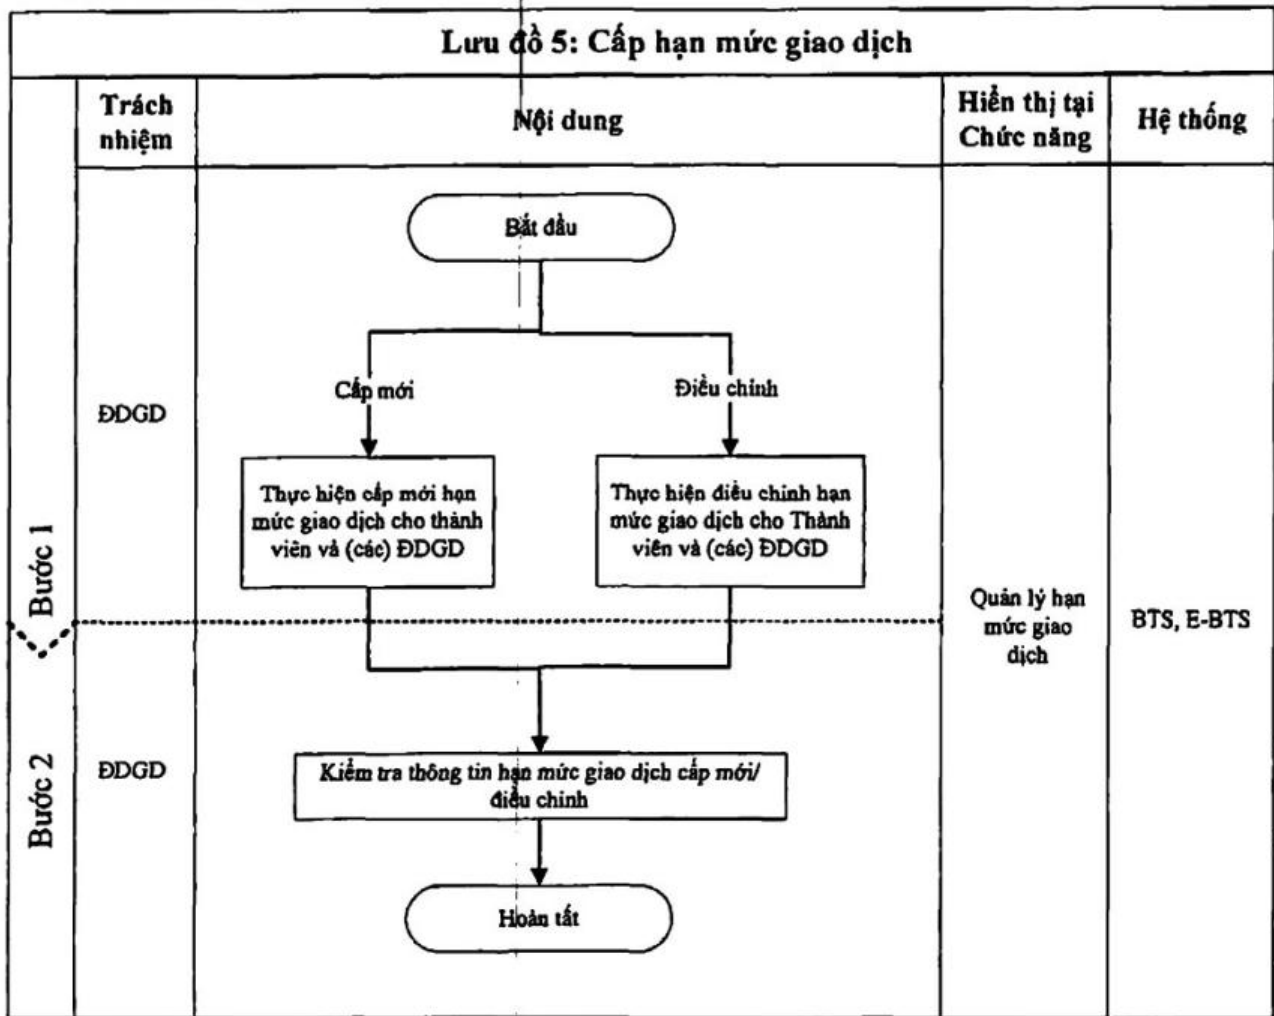 Lưu đồ 5: Cấp hạn mức giao dịch
Trách
nhiệm
Nội dung
Hiển thị tại
Chức năng
Hệ thống
Bắt đầu
Cấp mới
Điều chỉnh
ĐDGD
Thực hiện cấp mới hạn
mức giao dịch cho thành
viên và (các) ĐDGD
Thực hiện điều chỉnh hạn
mức giao dịch cho Thành
viên và (các) ĐDGD
Bước 1
Quản lý hạn
mức giao
dịch
BTS, E-BTS
Bước 2
ĐDGD
Kiểm tra thông tin hạn mức giao dịch cấp mới/
điều chỉnh
Hoàn tất